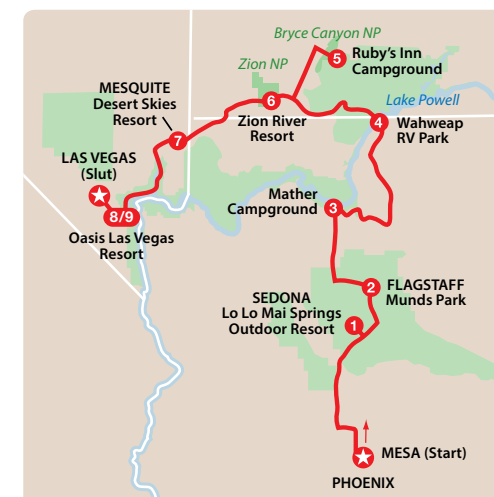 Bryce Canyon NP
5
Ruby's Inn
Campground
Zion NP
6
Zion River
Resort
Lake Powell
4
Wahweap
RV Park
MESQUITE
Desert Skies
Resort
7
LAS VEGAS
(Slut)
8/9
Oasis Las Vegas
Resort
Mather
Campground
3
2
FLAGSTAFF
Munds Park
SEDONA
Lo Lo Mai Springs
Outdoor Resort
1
MESA (Start)
PHOENIX